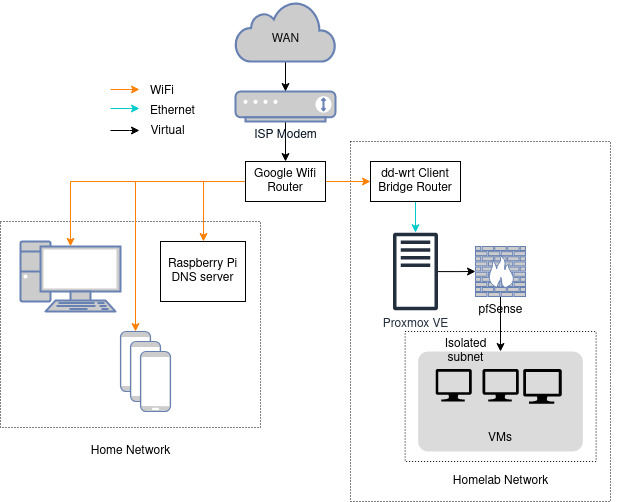 WAN
WiFi
Ethernet
Virtual
ISP Modem
Google Wifi
Router
dd-wrt Client
Bridge Router
Raspberry Pi
DNS server
Proxmox VE
pfSense
Isolated
subnet
VMs
Home Network
Homelab Network